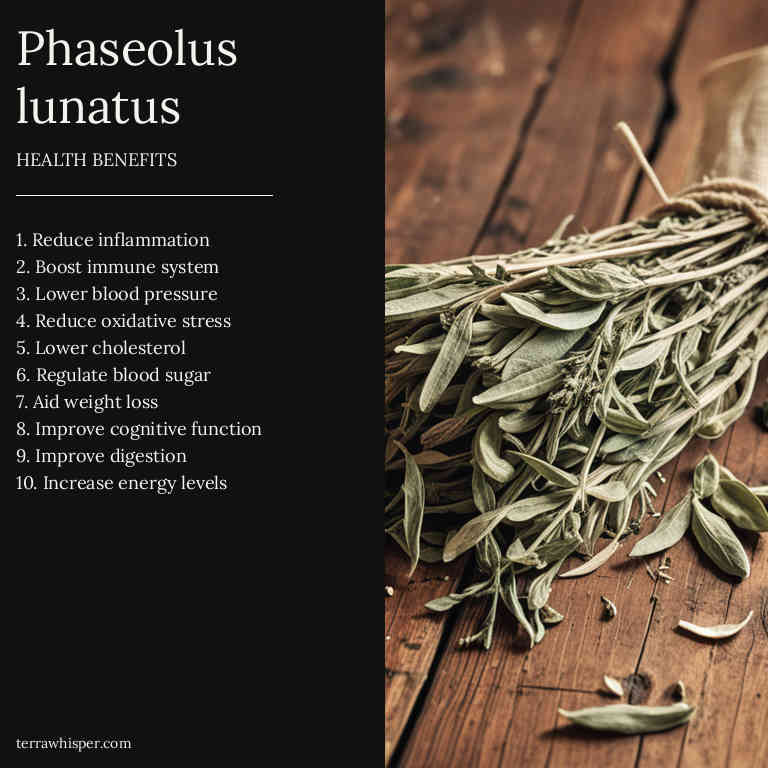 Phaseolus
lunatus
HEALTH BENEFITS
1. Reduce inflammation
2. Boost immune system
3. Lower blood pressure
4. Reduce oxidative stress
5. Lower cholesterol
6. Regulate blood sugar
7. Aid weight loss
8. Improve cognitive function
9. Improve digestion
10. Increase energy levels
terrawhisper.com